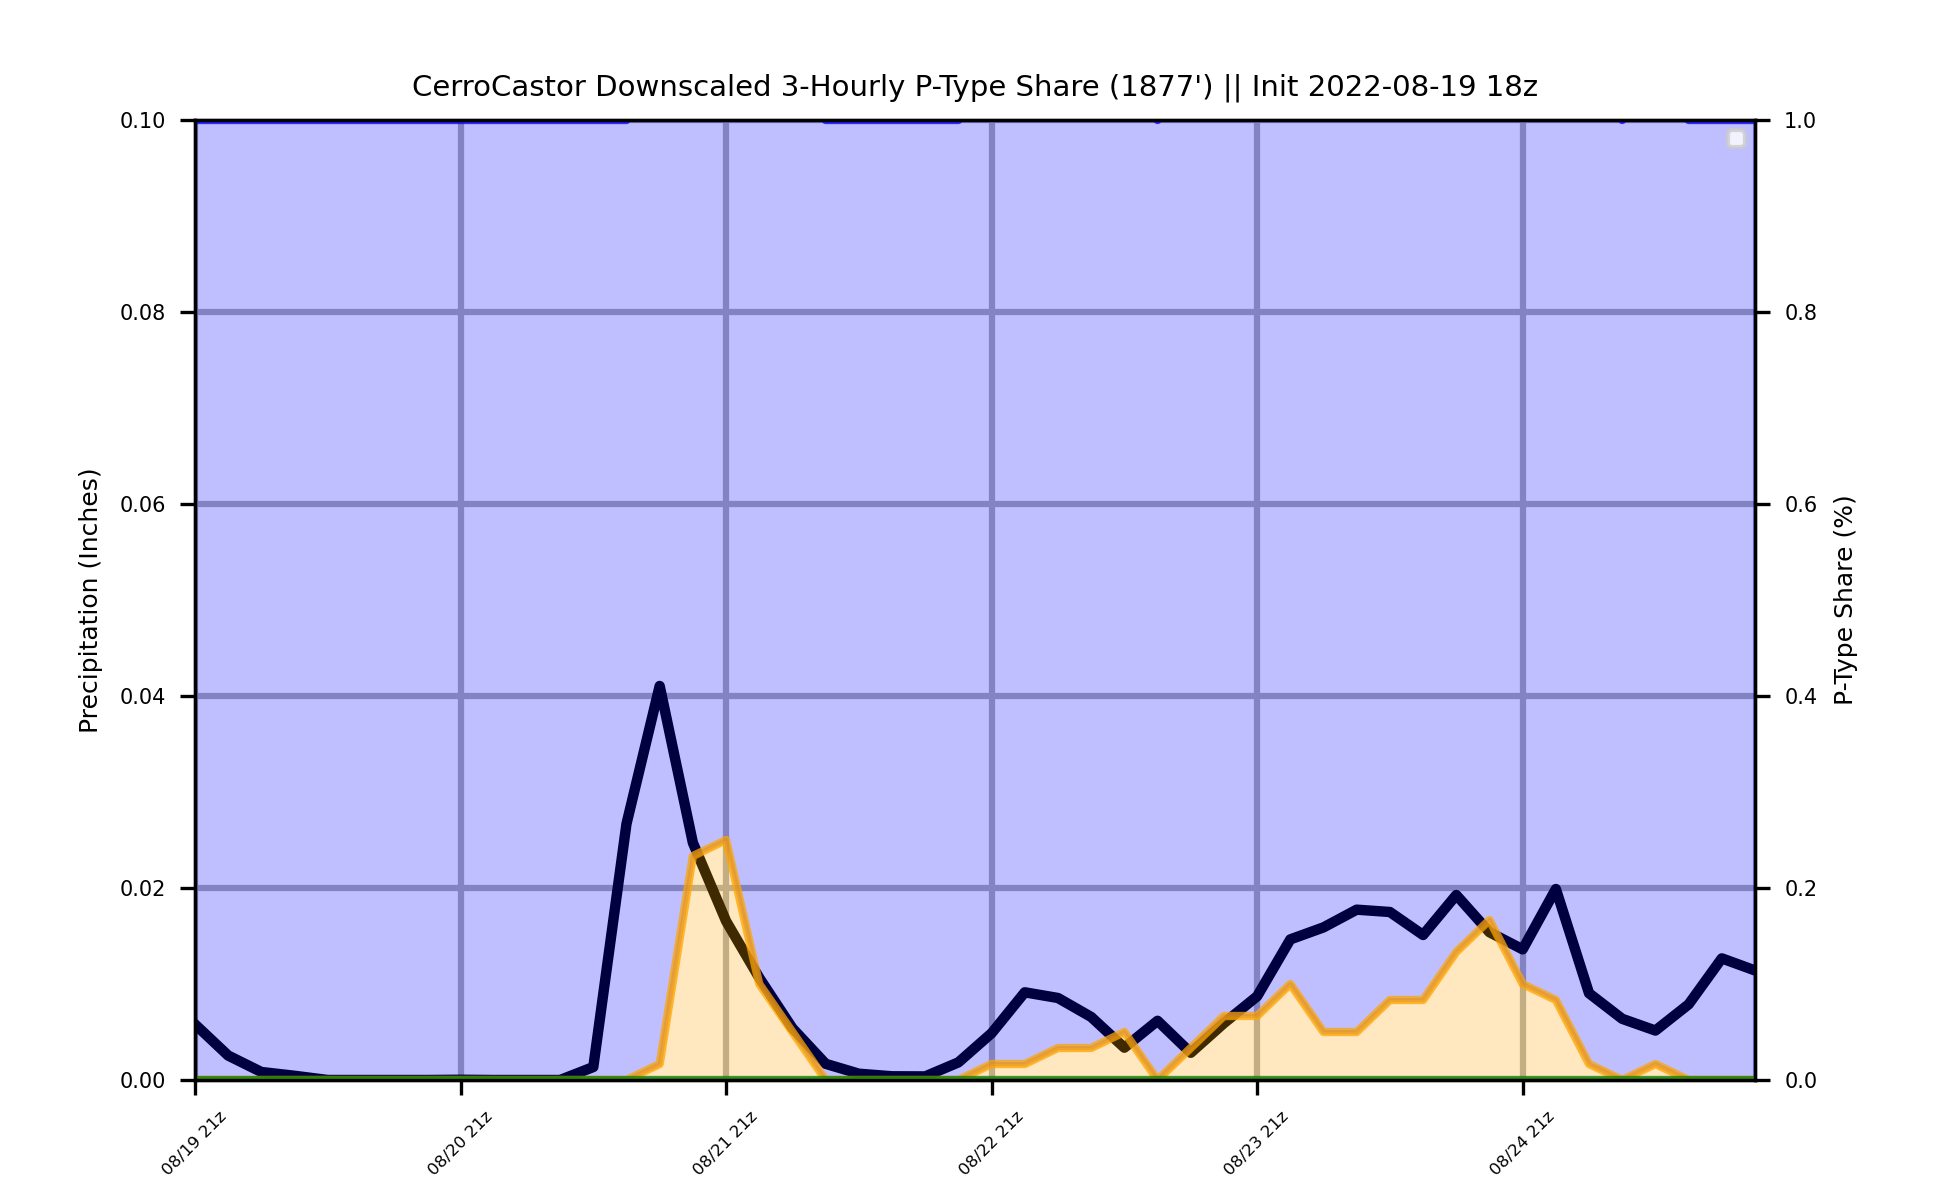 CerroCastor Downscaled 3-Hourly P-Type Share (1877') || Init 2022-08-19 18z
Precipitation (Inches)
0.10
0.08
0.06
0.04
0.02
0.00
1.0
0.8
0.6
0.4
0.2
0.0
P-Type Share (%)
08/19 21z
08/20 21z
08/21 21z
08/22 21z
08/23 21z
08/24 21z